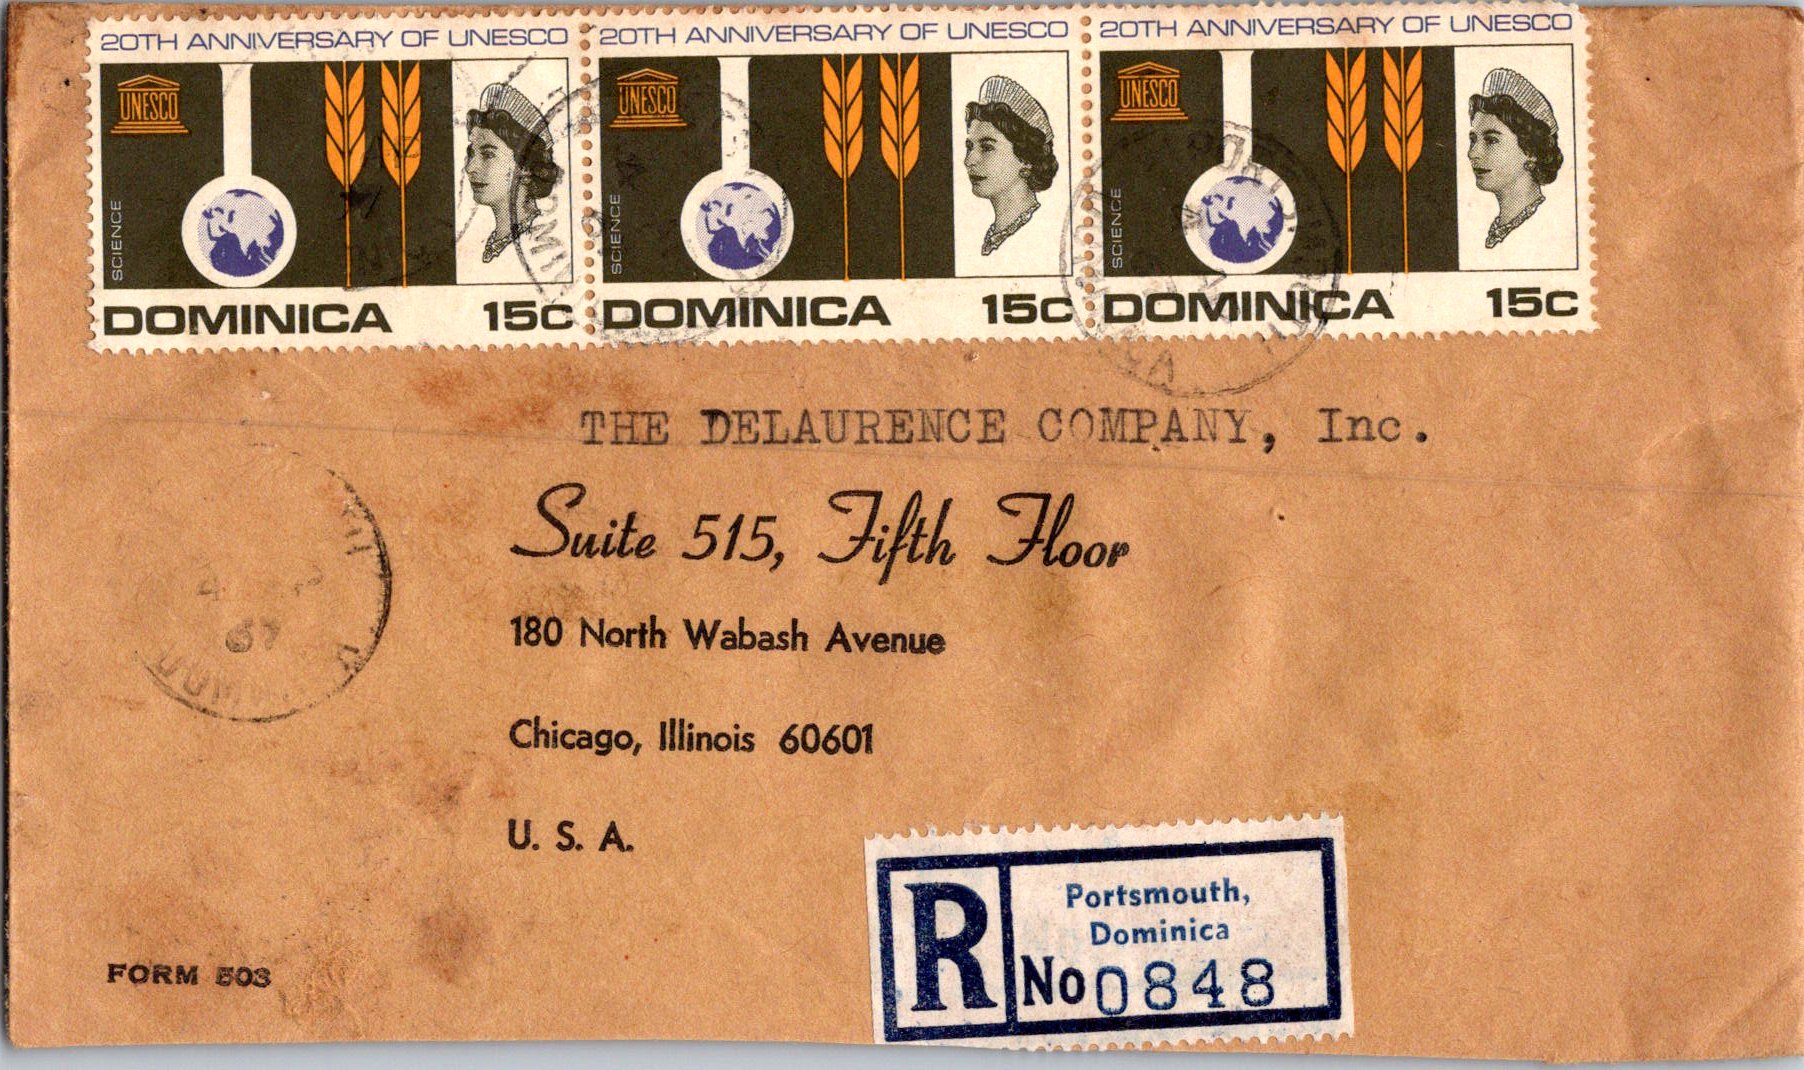 20TH ANNIVERSARY OF UNESCO
UNESCO
SCIENCE
DOMINICA 15c
20TH ANNIVERSARY OF UNESCO
UNESCO
SCIENCE
DOMINICA 15c
20TH ANNIVERSARY OF UNESCO
UNESCO
SCIENCE
DOMINICA 15c
THE DELAURENCE COMPANY, Inc.
Suite 515, Fifth Floor
180 North Wabash Avenue
Chicago, Illinois 60601
U. S. A.
67
R
Portsmouth,
Dominica
No 0848
FORM 503